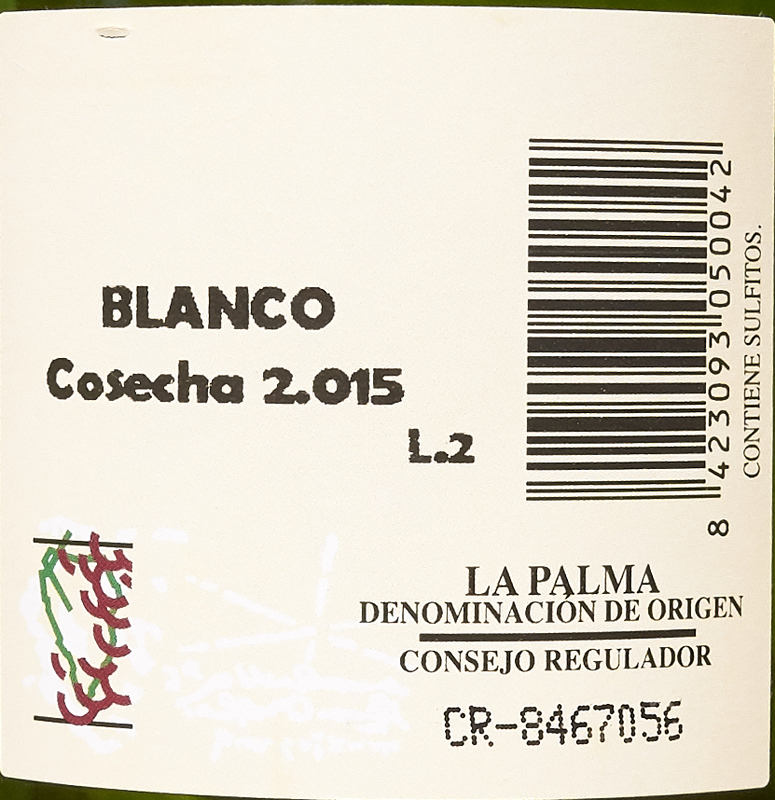 BLANCO
Cosecha 2.015
L.2
8 423093 050042
CONTIENE SULFITOS.
LA PALMA
DENOMINACIÓN DE ORIGEN
CONSEJO REGULADOR
CR-8467056